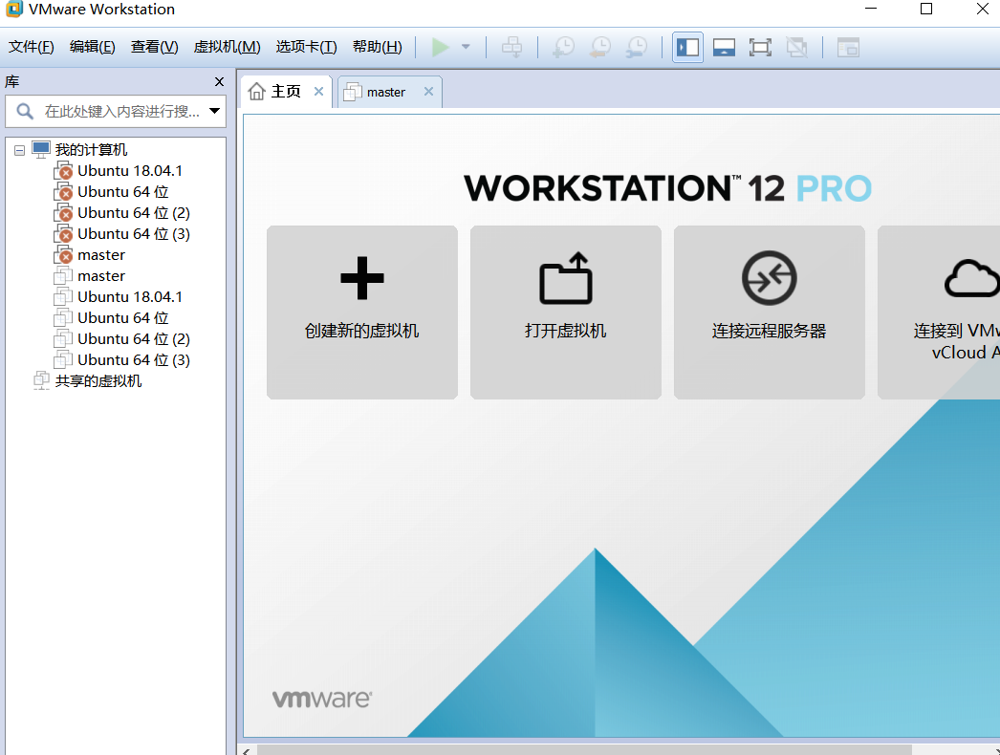 VMware Workstation
文件(F) 编辑(E) 查看(V) 虚拟机(M) 选项卡(T) 帮助(H)
库
在此处键入内容进行搜...
我的计算机
Ubuntu 18.04.1
Ubuntu 64 位
Ubuntu 64 位 (2)
Ubuntu 64 位 (3)
master
master
Ubuntu 18.04.1
Ubuntu 64 位
Ubuntu 64 位 (2)
Ubuntu 64 位 (3)
共享的虚拟机
主页 master
WORKSTATION™ 12 PRO
创建新的虚拟机
打开虚拟机
连接远程服务器
连接到 VMw
vCloud A
vmware®